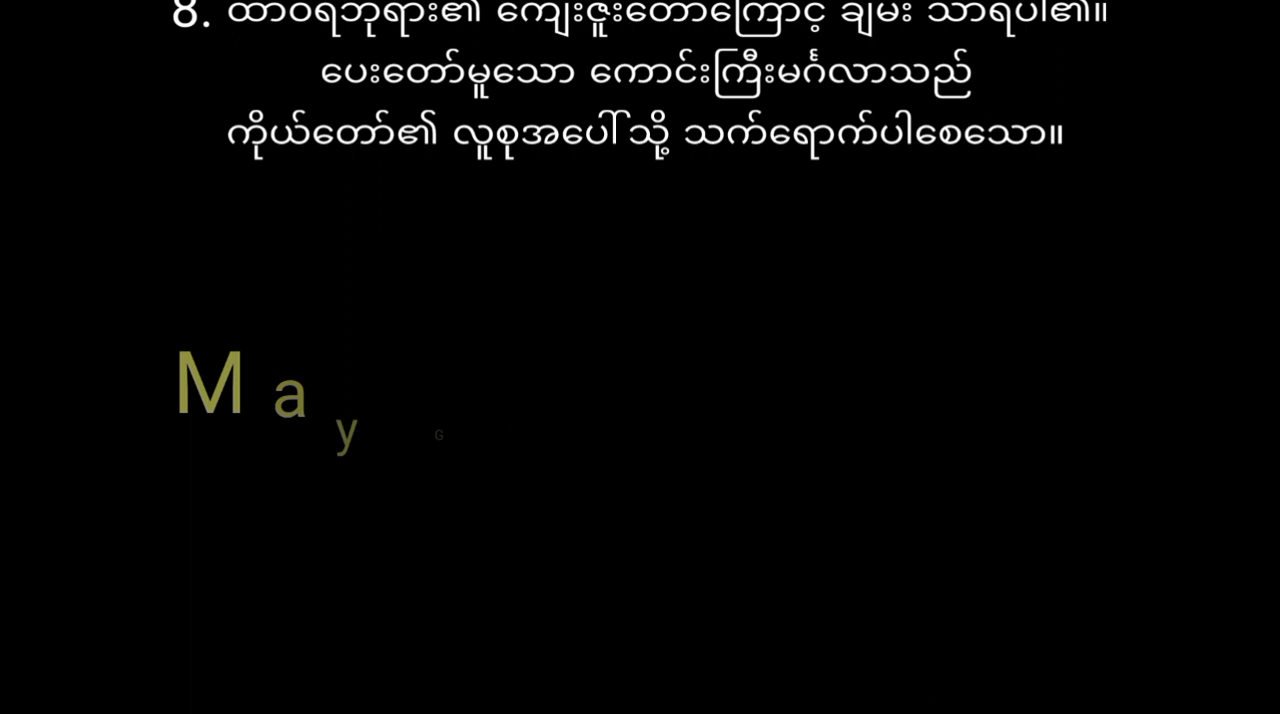 8. ထာဝရဘုရား၏ ကျေးဇူးတော်ကြောင့် ချမ်း သာရပါ၏။
ပေးတော်မူသော ကောင်းကြီးမင်္ဂလာသည်
ကိုယ်တော်၏ လူစုအပေါ်သို့ သက်ရောက်ပါစေသော။
May G